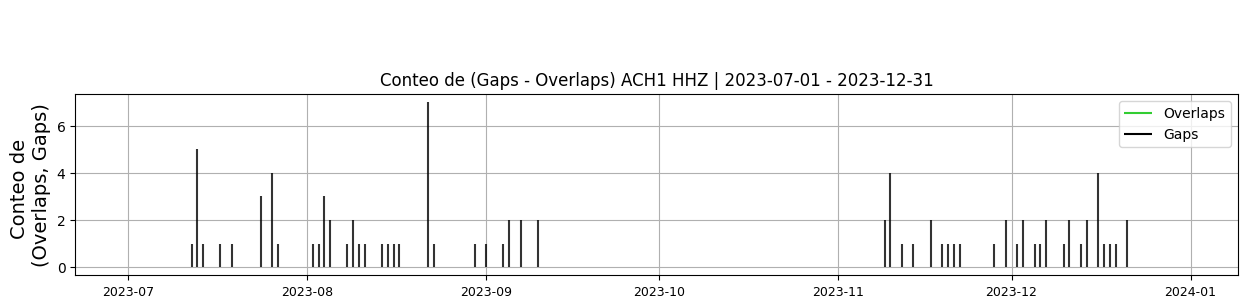 Conteo de (Gaps - Overlaps) ACH1 HHZ | 2023-07-01 - 2023-12-31
Conteo de
(Overlaps, Gaps)
6
4
2
0
Overlaps
Gaps
2023-07
2023-08
2023-09
2023-10
2023-11
2023-12
2024-01